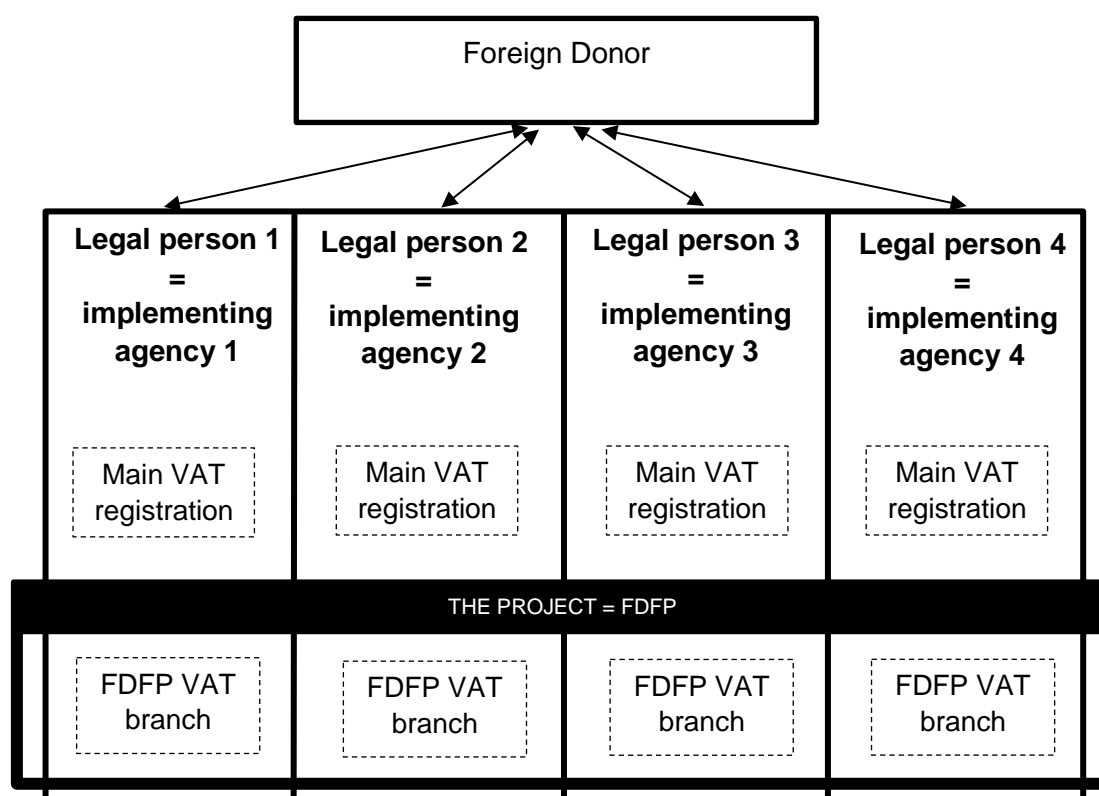 Foreign Donor
Legal person 1
=
implementing
agency 1
Legal person 2
=
implementing
agency 2
Legal person 3
=
implementing
agency 3
Legal person 4
=
implementing
agency 4
Main VAT
registration
Main VAT
registration
Main VAT
registration
Main VAT
registration
THE PROJECT = FDFP
FDFP VAT
branch
FDFP VAT
branch
FDFP VAT
branch
FDFP VAT
branch